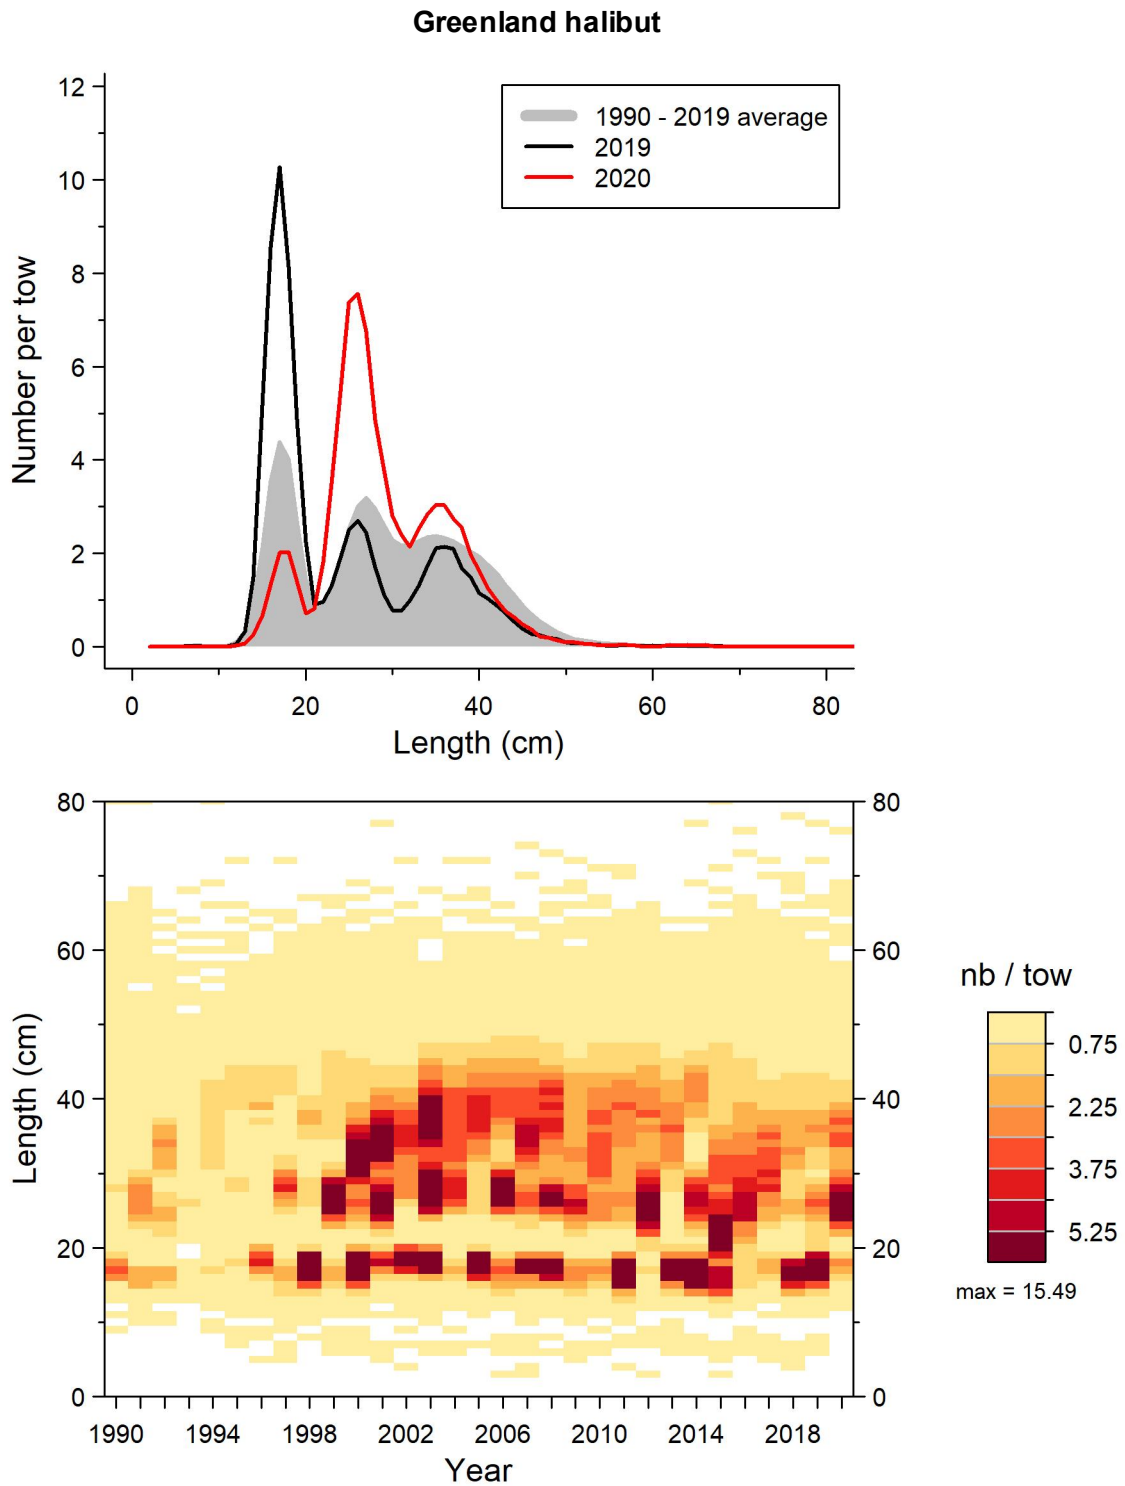 Greenland halibut
12
10
8
6
4
2
0
Number per tow
1990 - 2019 average
2019
2020
0 20 40 60 80
Length (cm)
80
60
40
20
0
Length (cm)
80
60
40
20
0
1990 1994 1998 2002 2006 2010 2014 2018
Year
nb / tow
0.75
2.25
3.75
5.25
max = 15.49